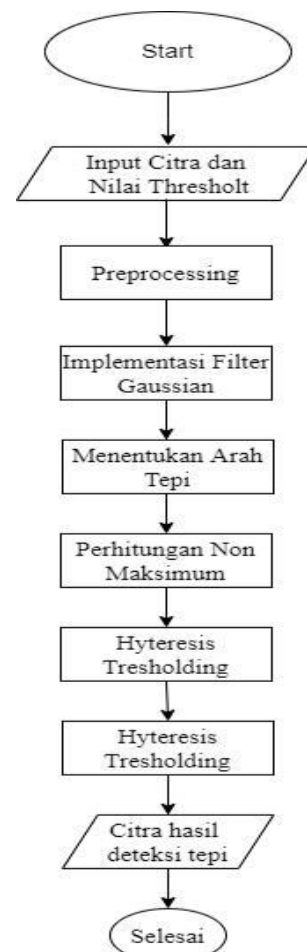 Start
Input Citra dan
Nilai Thresholt
Preprocessing
Implementasi Filter
Gaussian
Menentukan Arah
Tepi
Perhitungan Non
Maksimum
Hyteresis
Tresholding
Hyteresis
Tresholding
Citra hasil
deteksi tepi
Selesai